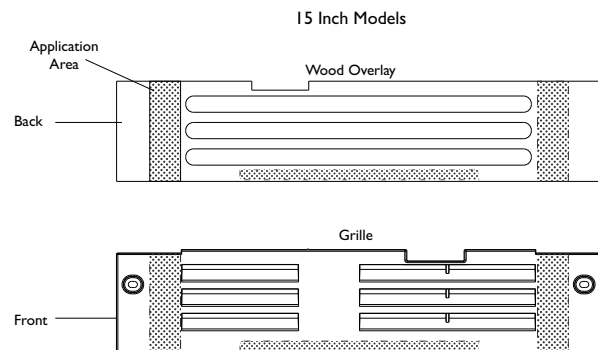 15 Inch Models
Application
Area
Wood Overlay
Back
Grille
Front